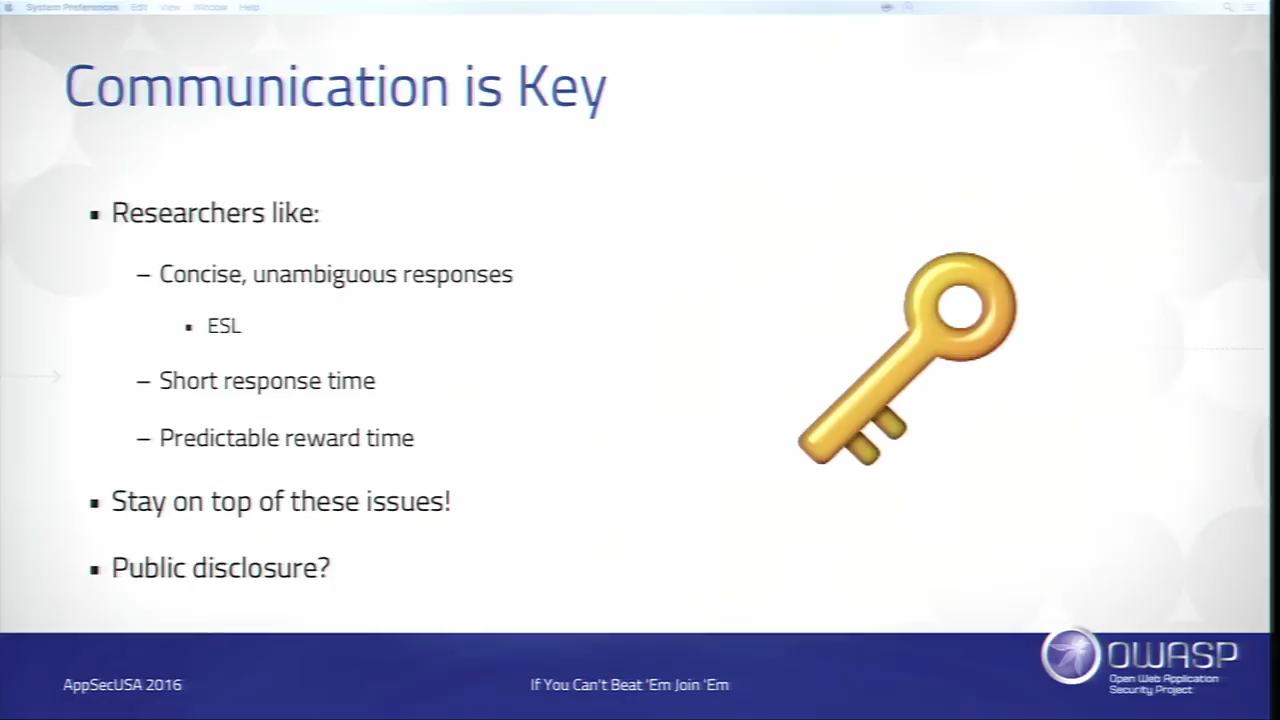 System Preferences Edit View Window Help
Communication is Key
▪ Researchers like:
– Concise, unambiguous responses
▪ ESL
– Short response time
– Predictable reward time
▪ Stay on top of these issues!
▪ Public disclosure?
AppSecUSA 2016
If You Can't Beat 'Em Join 'Em
OWASP
Open Web Application
Security Project